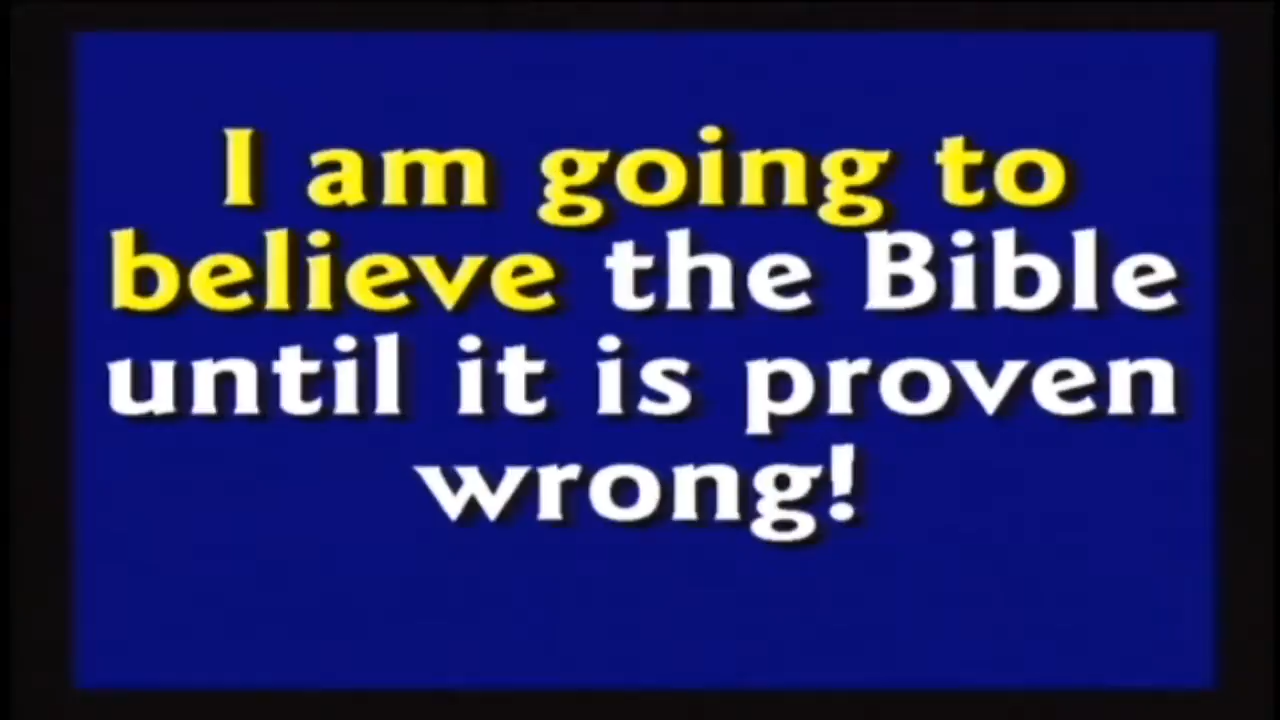 I am going to
believe the Bible
until it is proven
wrong!